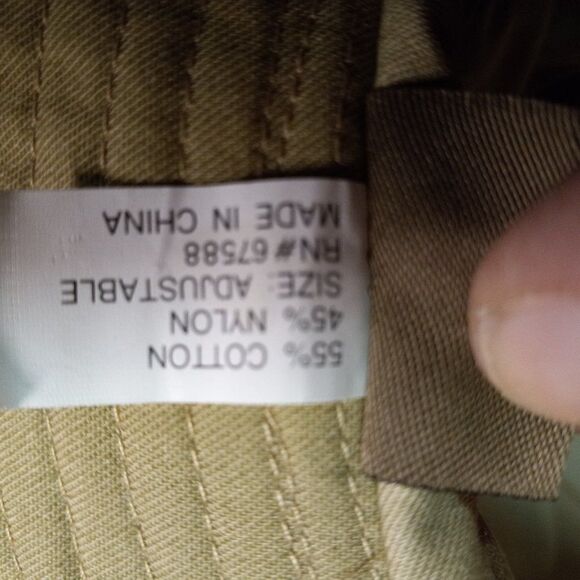 55% COTTON
45% NYLON
SIZE: ADJUSTABLE
RN# 67588
MADE IN CHINA